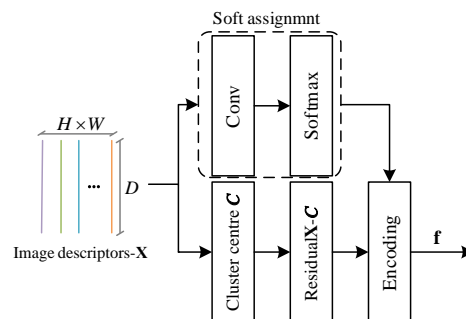 Soft assignmnt
Conv
Softmax
H×W
D
...
Image descriptors-X
Cluster centre C
ResidualX-C
Encoding
f